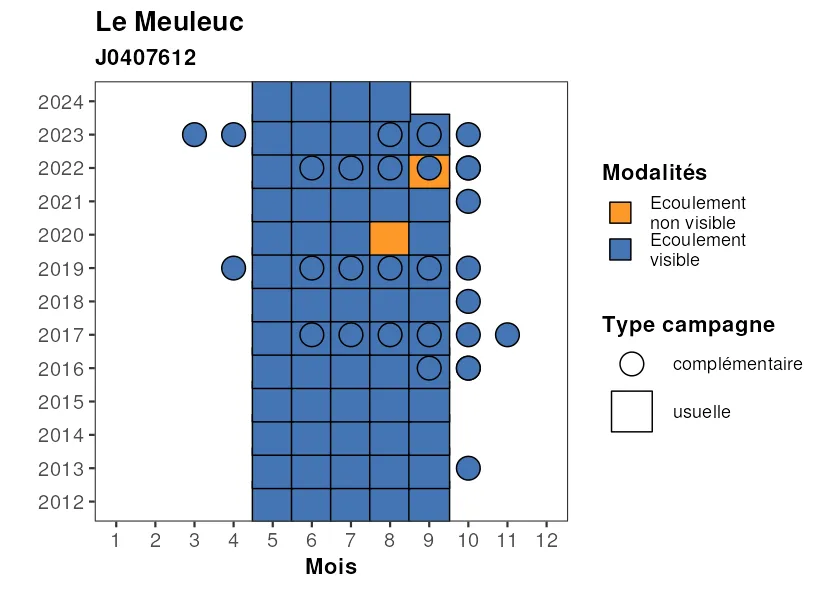 Le Meuleuc
J0407612
2024
2023
2022
2021
2020
2019
2018
2017
2016
2015
2014
2013
2012
1 2 3 4 5 6 7 8 9 10 11 12
Mois
Modalités
Ecoulement
non visible
Ecoulement
visible
Type campagne
complémentaire
usuelle